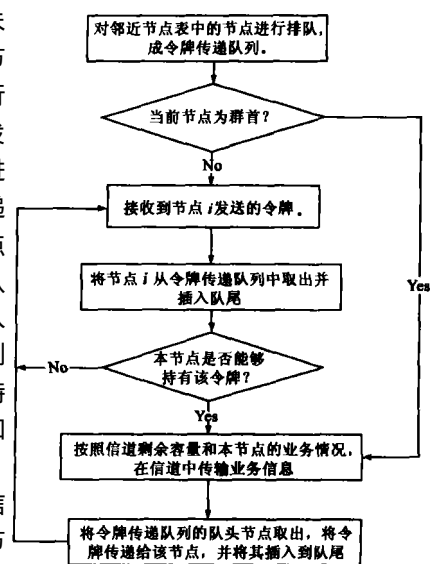 对邻近节点表中的节点进行排队,
成令牌传递队列。
当前节点为群首?
No
接收到节点 i发送的令牌。
将节点 i 从令牌传递队列中取出并
插入队尾
Yes
本节点是否能够
持有该令牌?
No
Yes
按照信道剩余容量和本节点的业务情况,
在信道中传输业务信息
将令牌传递队列的队头节点取出, 将令
牌传递给该节点, 并将其插入到队尾